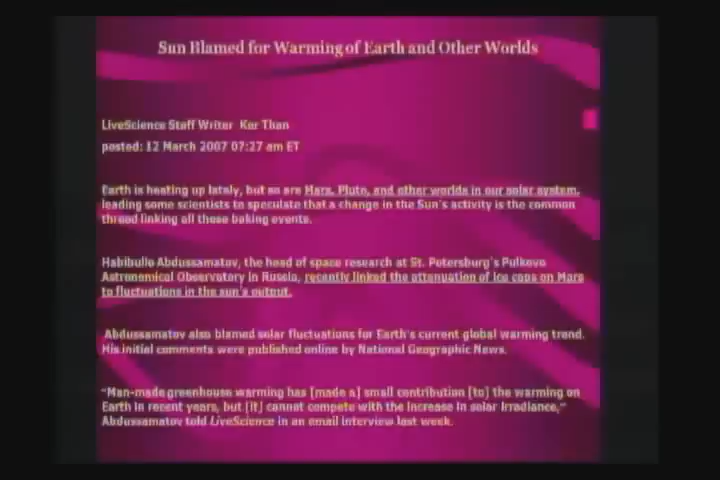 Sun Blamed for Warming of Earth and Other Worlds
LiveScience Staff Writer Ker Than
posted: 12 March 2007 07:27 am ET
Earth is heating up lately, but so are Mars, Pluto, and other worlds in our solar system,
leading some scientists to speculate that a change in the Sun's activity is the common
thread linking all these baking events.
Habibullo Abdussamatov, the head of space research at St. Petersburg's Pulkovo
Astronomical Observatory in Russia, recently linked the attenuation of ice caps on Mars
to fluctuations in the sun's output.
Abdussamatov also blamed solar fluctuations for Earth's current global warming trend.
His initial comments were published online by National Geographic News.
"Man-made greenhouse warming has [made a] small contribution [to] the warming on
Earth in recent years, but [it] cannot compete with the increase in solar irradiance,"
Abdussamatov told LiveScience in an email interview last week.